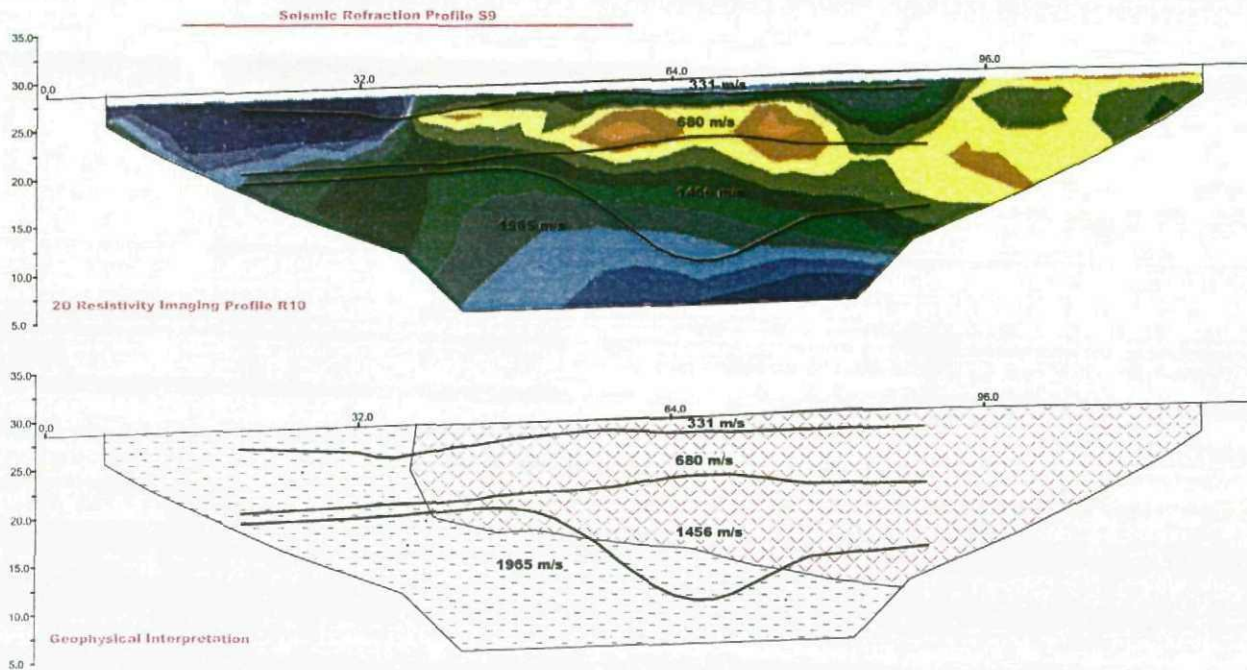 Seismic Refraction Profile S9
35.0
96.0
64.0
32.0
331 m/s
30.0
0.0
680 m/s
25.0
20.0
1456 m/s
15.0
1965 m/s
10.0
2D Resistivity Imaging Profile R10
5.0
35.0
96.0
64.0
32.0
331 m/s
30.0
0.0
680 m/s
25.0
20.0
1456 m/s
1965 m/s
15.0
10.0
Geophysical Interpretation
5.0